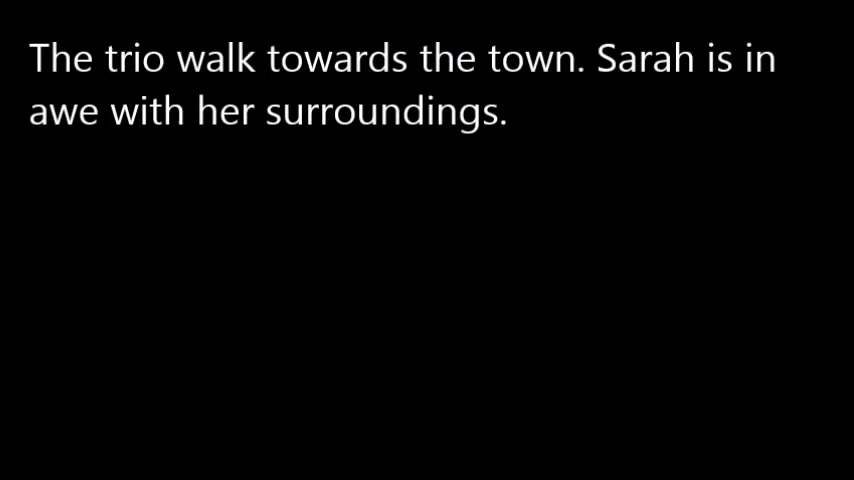 The trio walk towards the town. Sarah is in
awe with her surroundings.